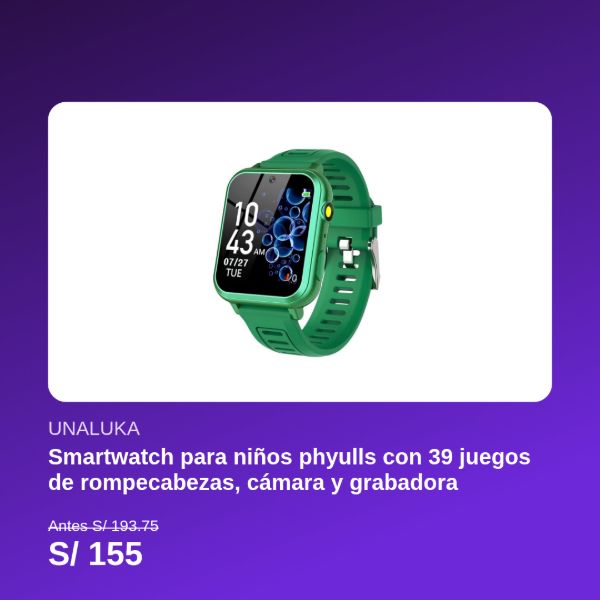 10
43 AM
07/27
TUE
0
UNALUKA
Smartwatch para niños phyulls con 39 juegos
de rompecabezas, cámara y grabadora
Antes S/ 193.75
S/ 155